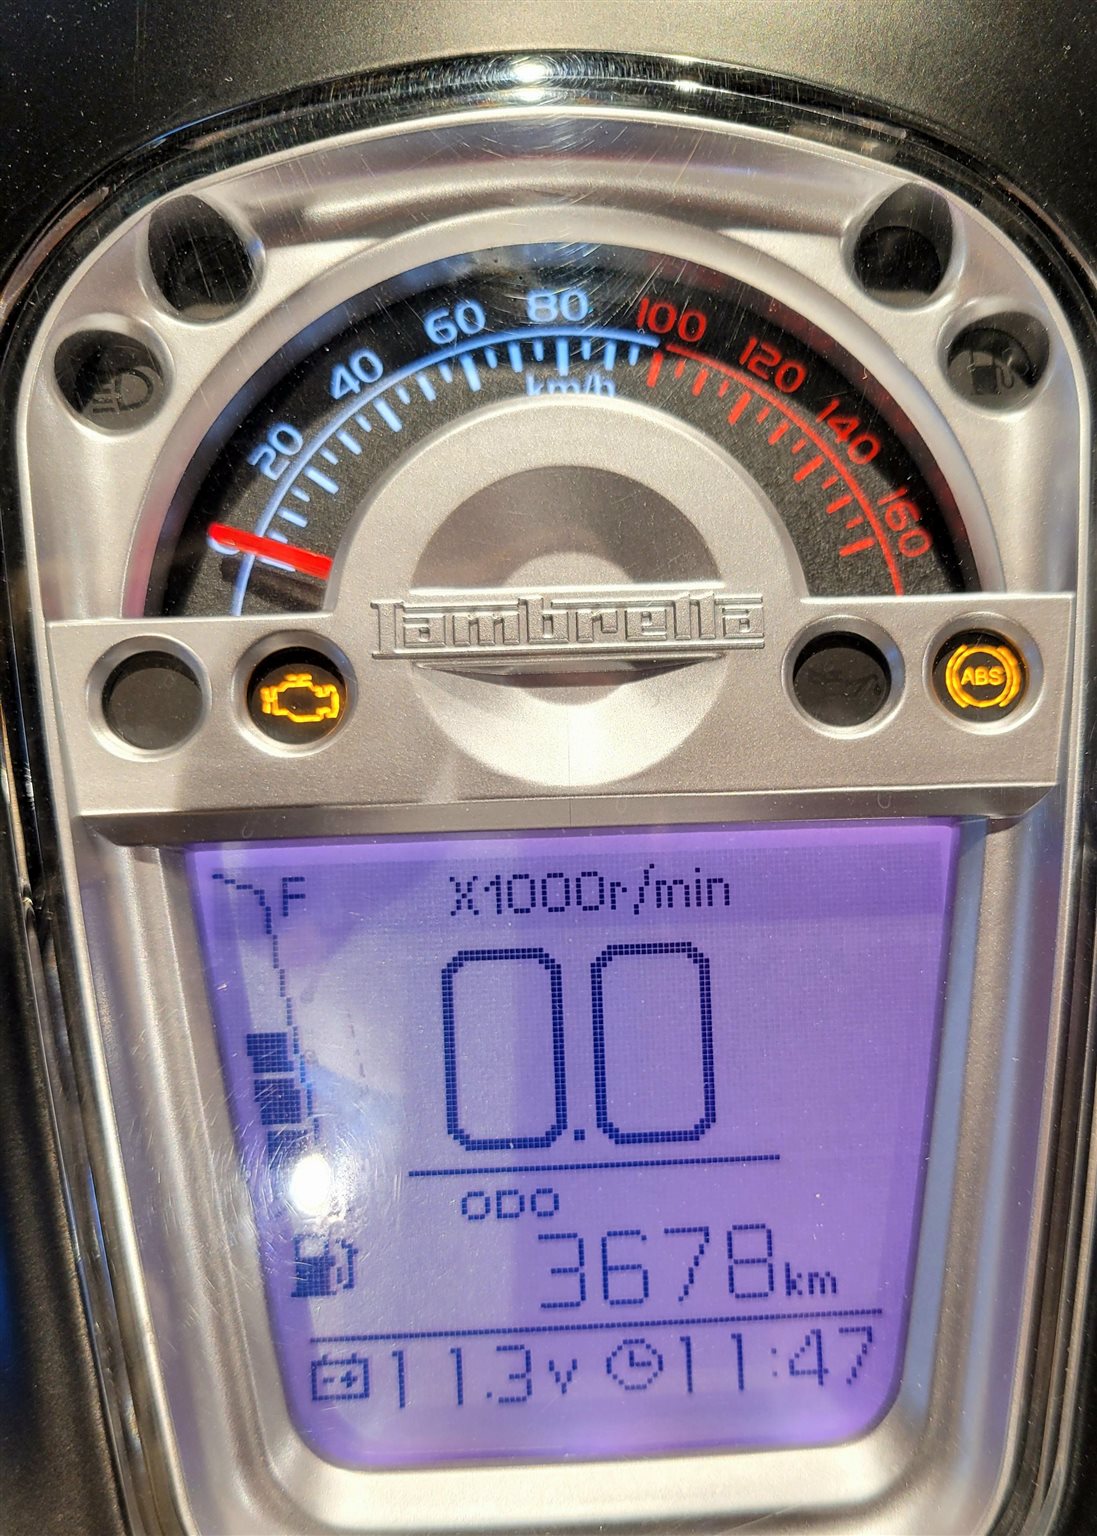 0 20 40 60 80 100 120 140 160
km/h
Lambretta
ABS
F
X1000r/min
0.0
ODO
3678km
11.3v 11:47